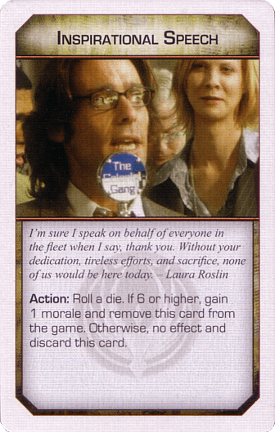 INSPIRATIONAL SPEECH
The
Colonial
Gang
I'm sure I speak on behalf of everyone in
the fleet when I say, thank you. Without your
dedication, tireless efforts, and sacrifice, none
of us would be here today. – Laura Roslin
Action: Roll a die. If 6 or higher, gain
1 morale and remove this card from
the game. Otherwise, no effect and
discard this card.